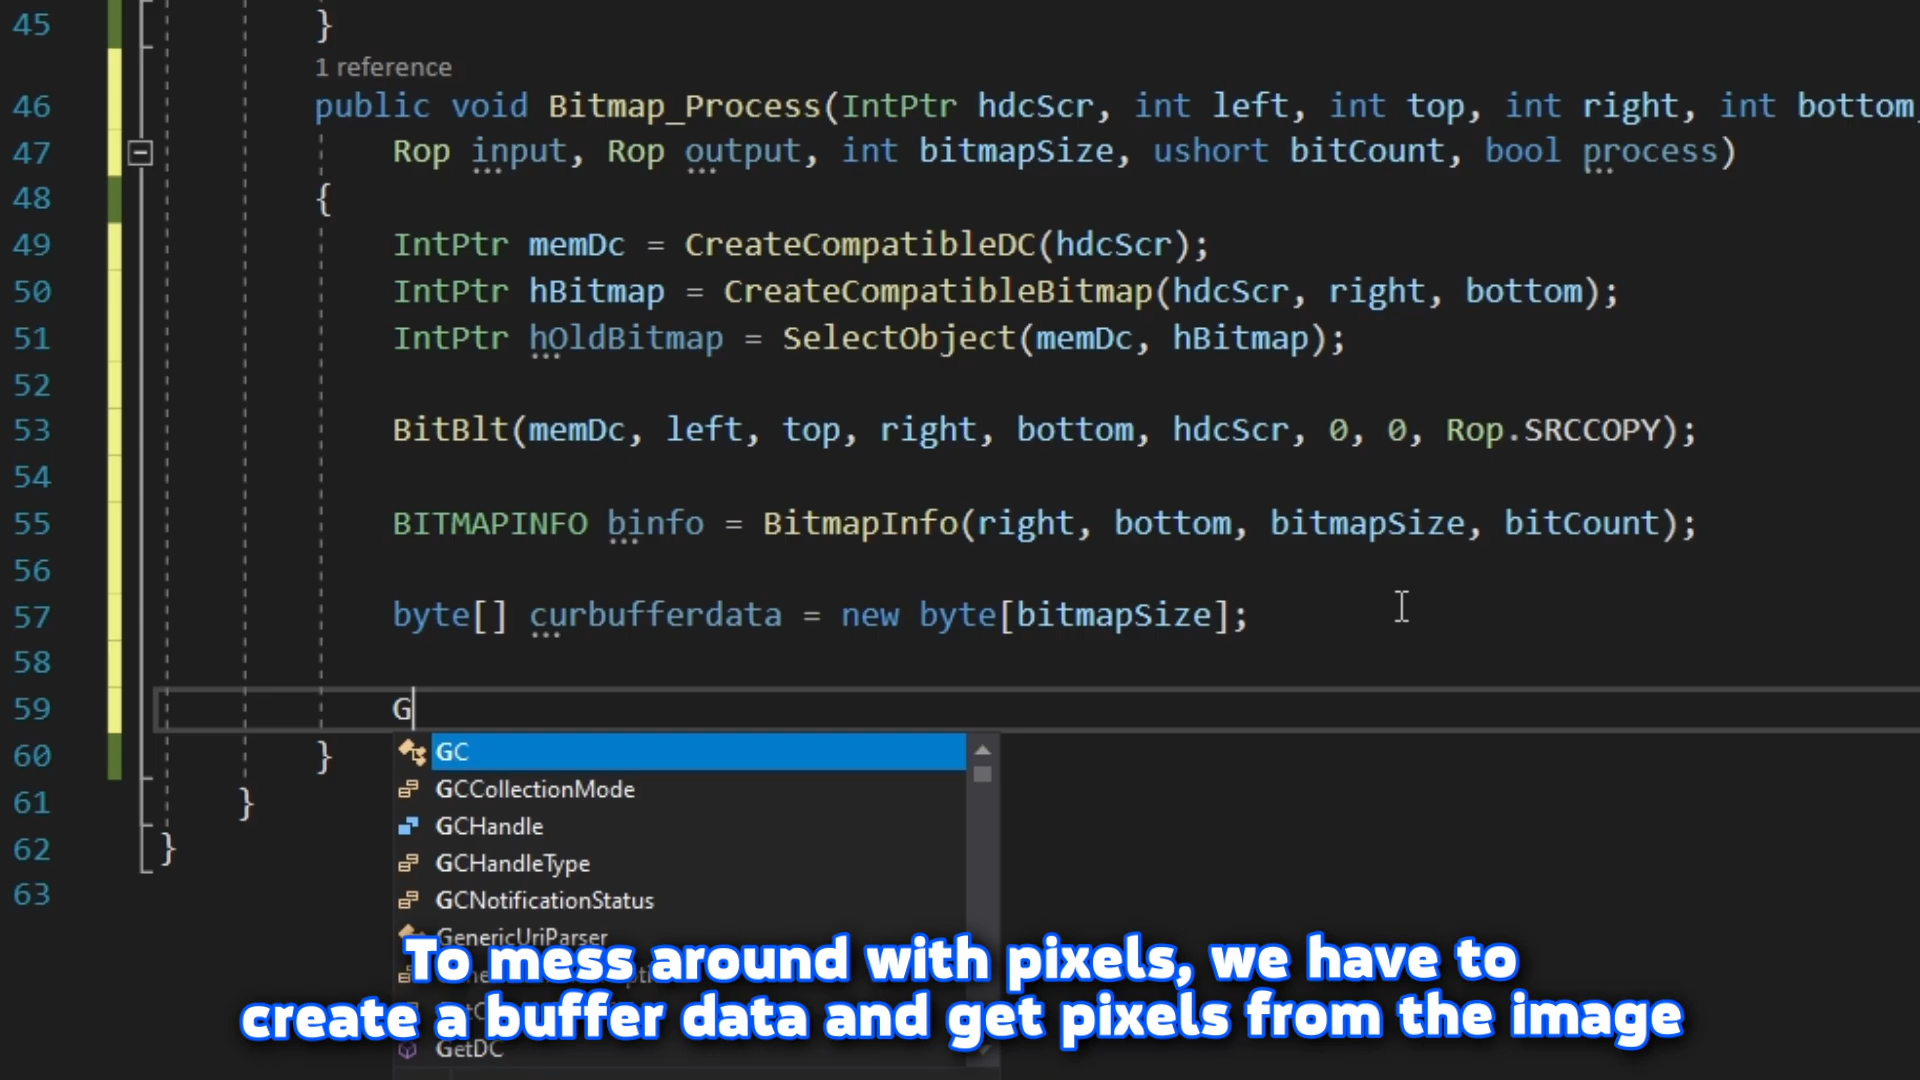 45 }
1 reference
46 public void Bitmap_Process(IntPtr hdcScr, int left, int top, int right, int bottom,
47 Rop input, Rop output, int bitmapSize, ushort bitCount, bool process)
48 {
49 IntPtr memDc = CreateCompatibleDC(hdcScr);
50 IntPtr hBitmap = CreateCompatibleBitmap(hdcScr, right, bottom);
51 IntPtr hOldBitmap = SelectObject(memDc, hBitmap);
52
53 BitBlt(memDc, left, top, right, bottom, hdcScr, 0, 0, Rop.SRCCOPY);
54
55 BITMAPINFO binfo = BitmapInfo(right, bottom, bitmapSize, bitCount);
56
57 byte[] curbufferdata = new byte[bitmapSize];
58
59 G
60 }
61 }
62 }
63
GC
GCCollectionMode
GCHandle
GCHandleType
GCNotificationStatus
GenericUriParser
GetDC
To mess around with pixels, we have to
create a buffer data and get pixels from the image